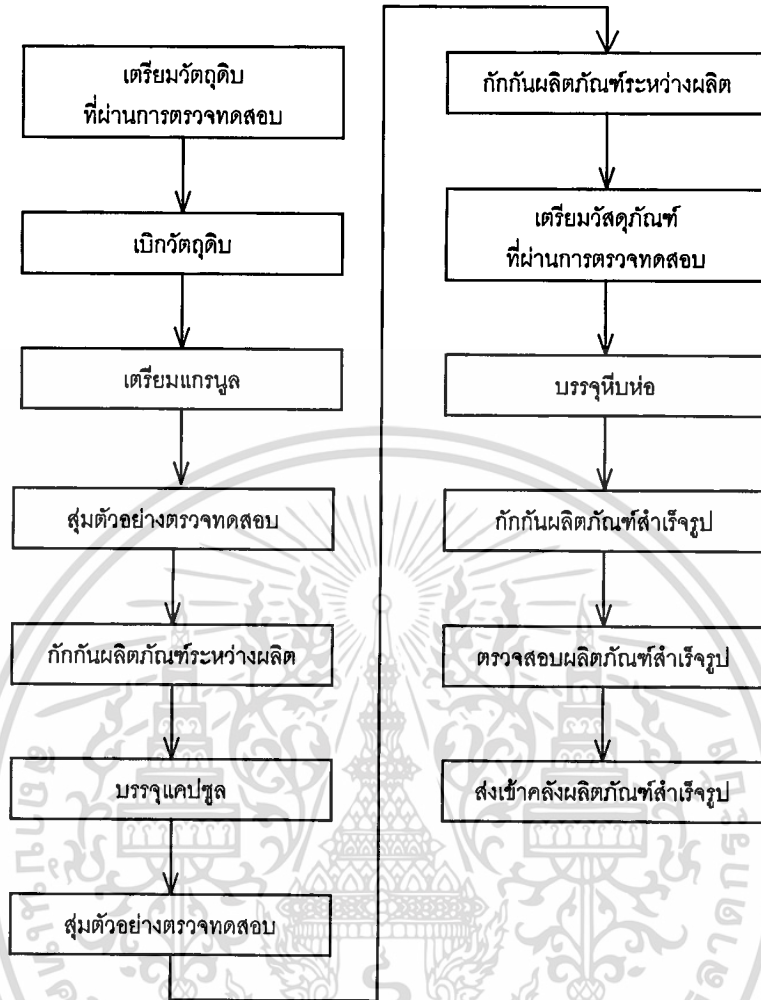 เตรียมวัตถุดิบ
ที่ผ่านการตรวจทดสอบ
เบิกวัตถุดิบ
เตรียมแกรนูล
สุ่มตัวอย่างตรวจทดสอบ
กักกันผลิตภัณฑ์ระหว่างผลิต
บรรจุแคปซูล
สุ่มตัวอย่างตรวจทดสอบ
กักกันผลิตภัณฑ์ระหว่างผลิต
เตรียมวัสดุภัณฑ์
ที่ผ่านการตรวจทดสอบ
บรรจุหีบห่อ
กักกันผลิตภัณฑ์สำเร็จรูป
ตรวจสอบผลิตภัณฑ์สำเร็จรูป
ส่งเข้าคลังผลิตภัณฑ์สำเร็จรูป